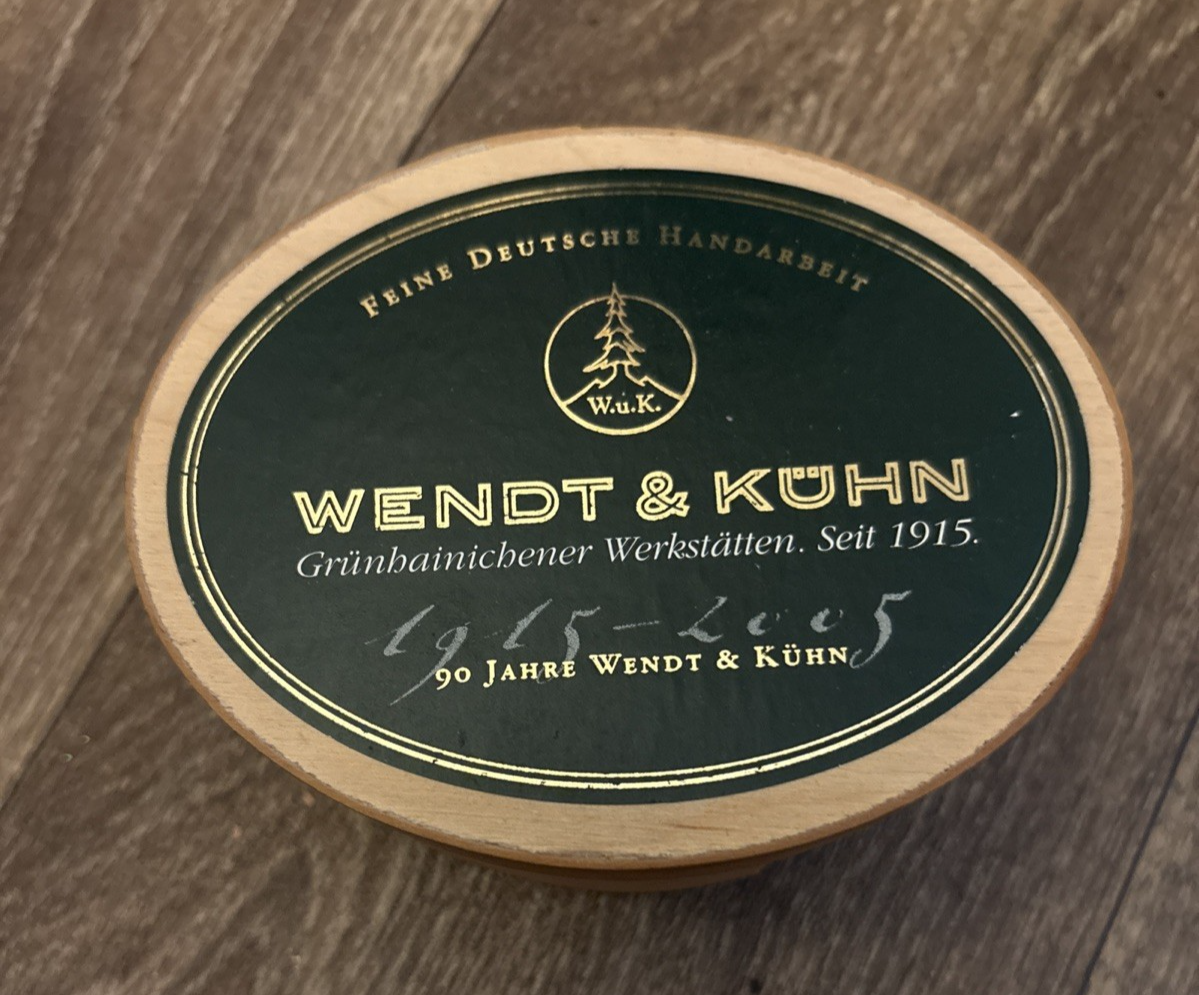 FEINE DEUTSCHE HANDARBEIT
W.u.K.
WENDT & KÜHN
Grünhainichener Werkstätten. Seit 1915.
1915-2005
90 JAHRE WENDT & KÜHN